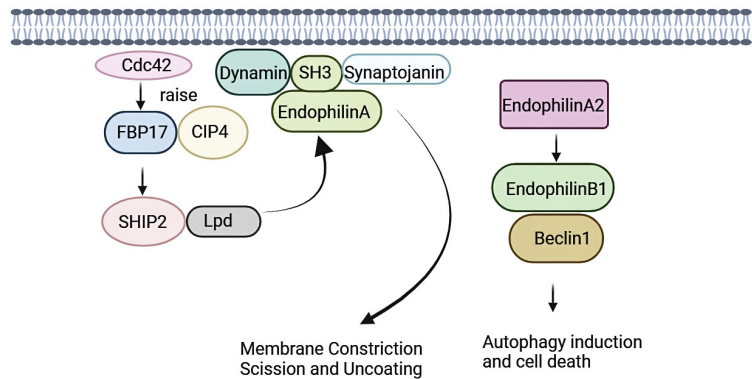 Cdc42
raise
FBP17
CIP4
SHIP2
Lpd
Dynamin
SH3
Synaptojanin
EndophilinA
Membrane Constriction
Scission and Uncoating
EndophilinA2
EndophilinB1
Beclin1
Autophagy induction
and cell death